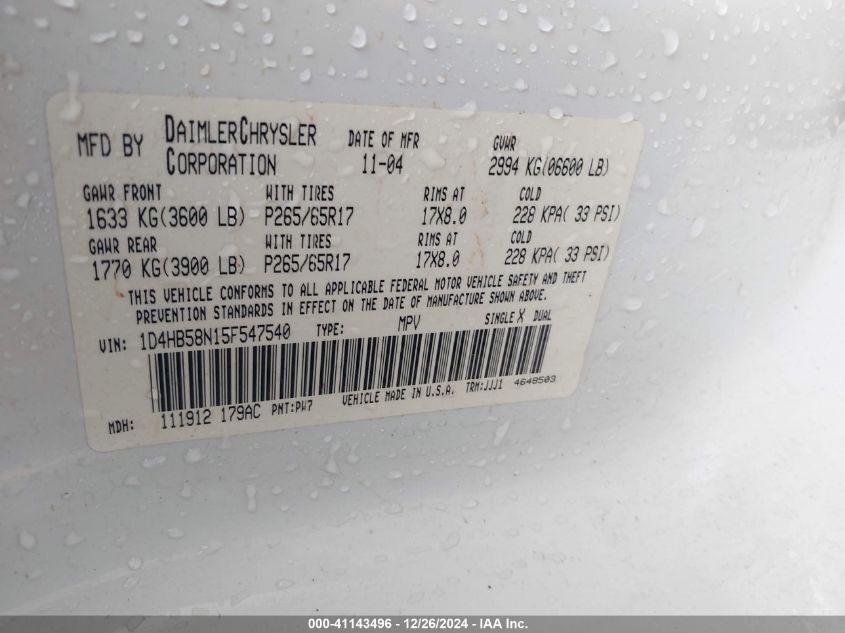 MFD BY DAIMLERCHRYSLER CORPORATION DATE OF MFR 11-04 GVWR 2994 KG(06600 LB)
GAWR FRONT WITH TIRES RIMS AT COLD
1633 KG(3600 LB) P265/65R17 17X8.0 228 KPA( 33 PSI)
GAWR REAR WITH TIRES RIMS AT COLD
1770 KG(3900 LB) P265/65R17 17X8.0 228 KPA( 33 PSI)
THIS VEHICLE CONFORMS TO ALL APPLICABLE FEDERAL MOTOR VEHICLE SAFETY AND THEFT
PREVENTION STANDARDS IN EFFECT ON THE DATE OF MANUFACTURE SHOWN ABOVE.
VIN: 1D4HB58N15F547540 TYPE: MPV SINGLE X DUAL
MDH: 111912 179AC PNT:PW7 VEHICLE MADE IN U.S.A. TRM:JJJ1 4648503
000-41143496 - 12/26/2024 - IAA Inc.